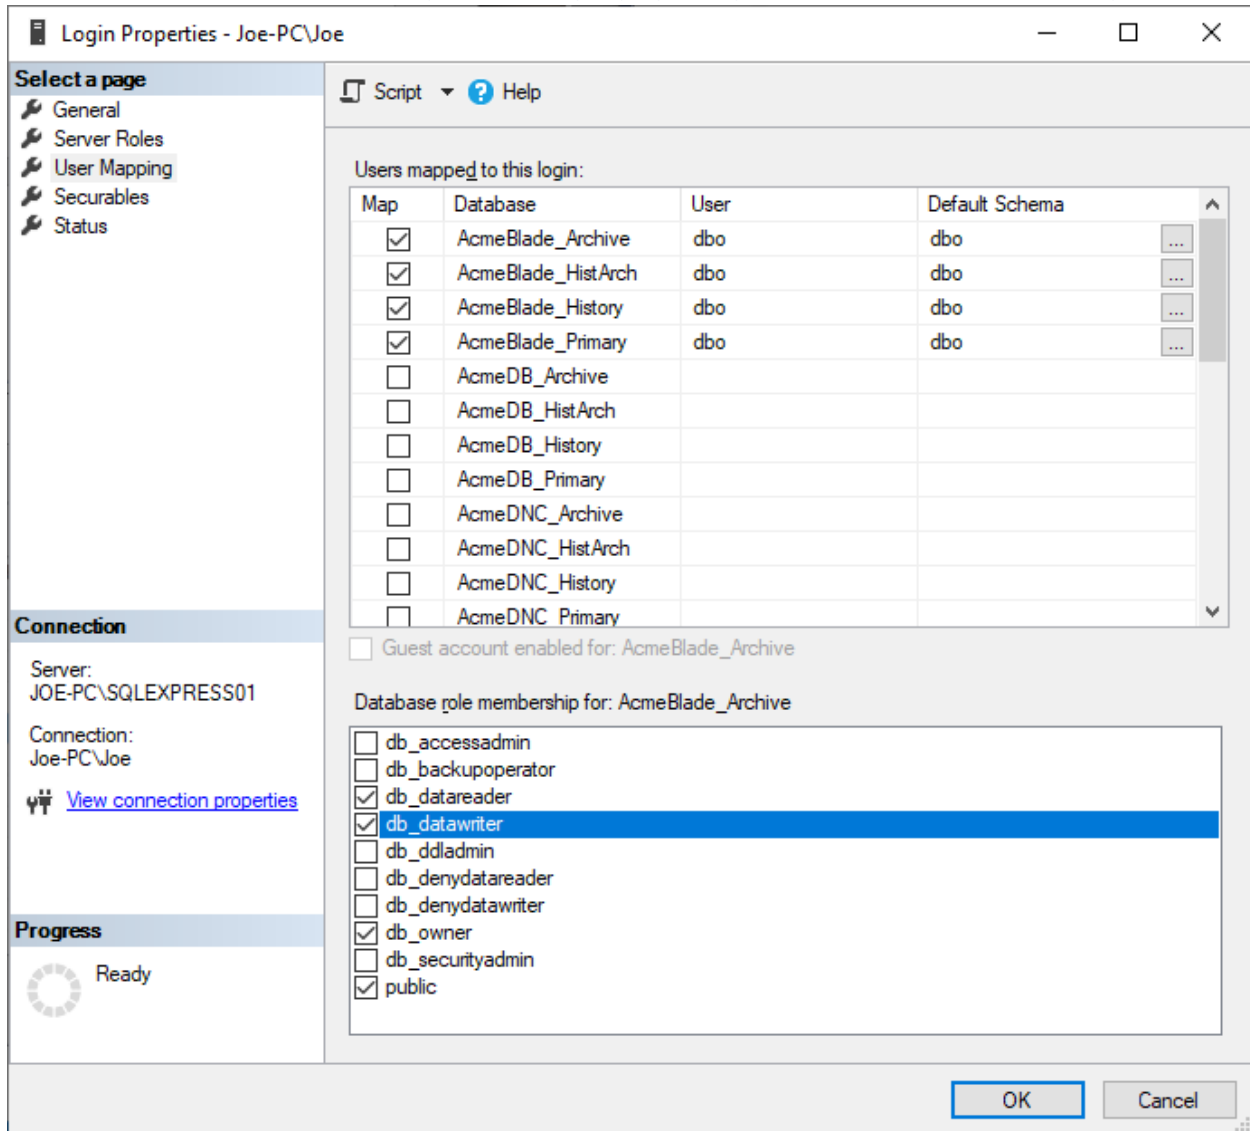 Login Properties - Joe-PC\Joe
Select a page
General
Server Roles
User Mapping
Securables
Status
Script
Help
Users mapped to this login:
Map Database User Default Schema
AcmeBlade_Archive dbo dbo ...
AcmeBlade_HistArch dbo dbo ...
AcmeBlade_History dbo dbo ...
AcmeBlade_Primary dbo dbo ...
AcmeDB_Archive
AcmeDB_HistArch
AcmeDB_History
AcmeDB_Primary
AcmeDNC_Archive
AcmeDNC_HistArch
AcmeDNC_History
AcmeDNC_Primary
Guest account enabled for: AcmeBlade_Archive
Database role membership for: AcmeBlade_Archive
db_accessadmin
db_backupoperator
db_datareader
db_datawriter
db_ddladmin
db_denydatareader
db_denydatawriter
db_owner
db_securityadmin
public
Connection
Server:
JOE-PC\SQLEXPRESS01
Connection:
Joe-PC\Joe
View connection properties
Progress
Ready
OK
Cancel